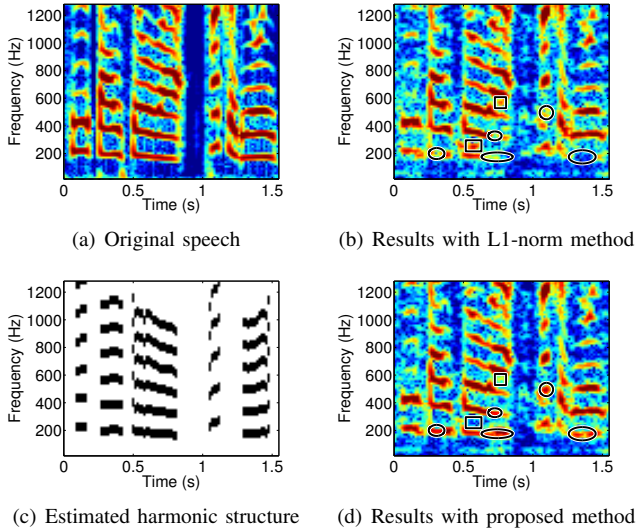 1200
1000
800
600
400
200
Frequency (Hz)
0 0.5 1 1.5
Time (s)
(a) Original speech
1200
1000
800
600
400
200
Frequency (Hz)
0 0.5 1 1.5
Time (s)
(b) Results with L1-norm method
1200
1000
800
600
400
200
Frequency (Hz)
0 0.5 1 1.5
Time (s)
(c) Estimated harmonic structure
1200
1000
800
600
400
200
Frequency (Hz)
0 0.5 1 1.5
Time (s)
(d) Results with proposed method